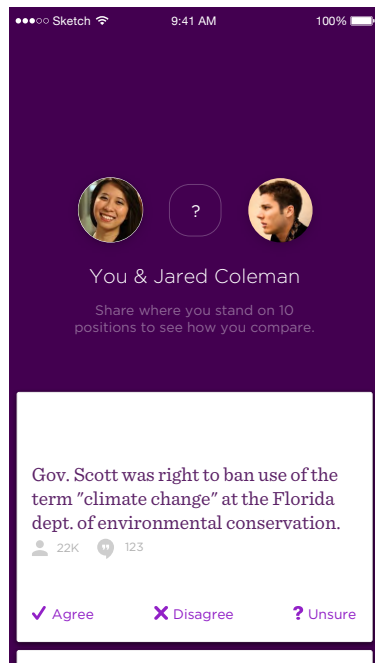 ●●●○○ Sketch 9:41 AM 100%
?
You & Jared Coleman
Share where you stand on 10
positions to see how you compare.
Gov. Scott was right to ban use of the
term "climate change" at the Florida
dept. of environmental conservation.
22K 123
✓ Agree ✕ Disagree ? Unsure